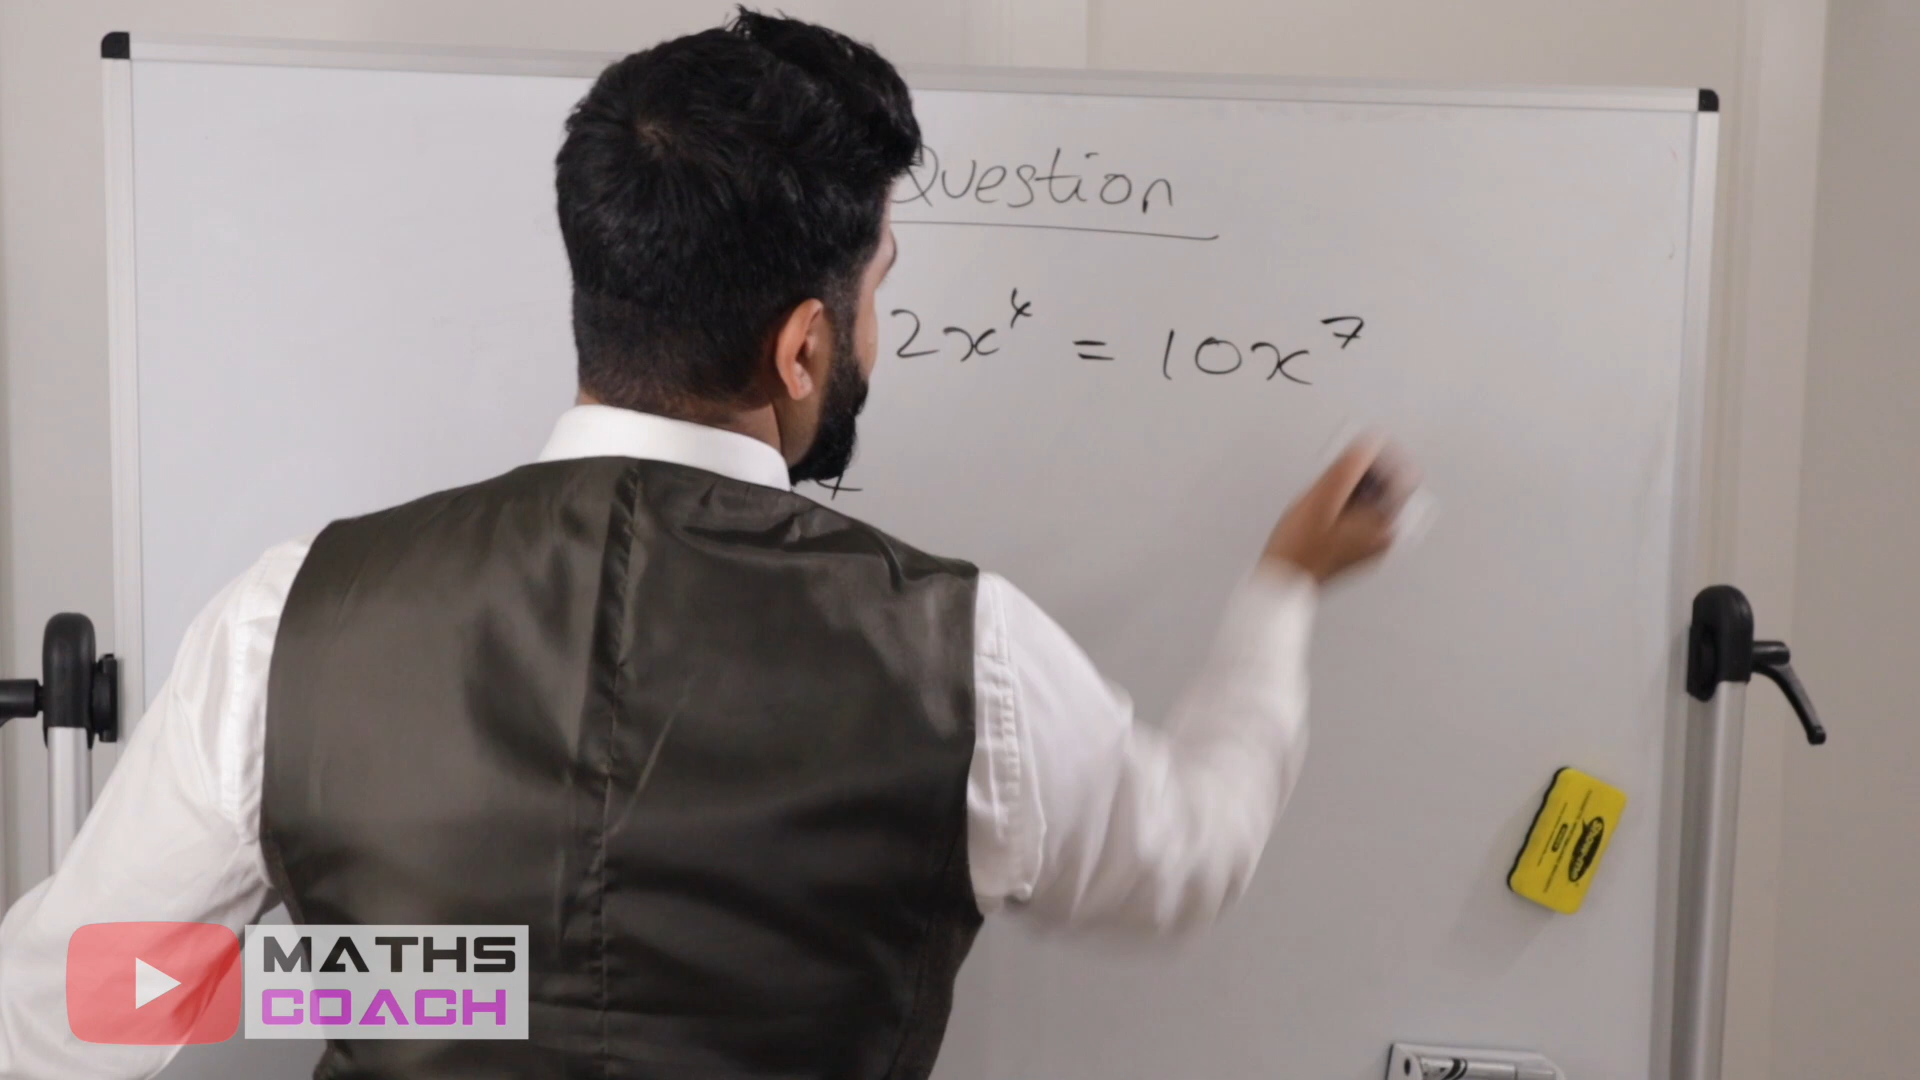 Question
2x⁴ = 10x⁷
MATHS
COACH